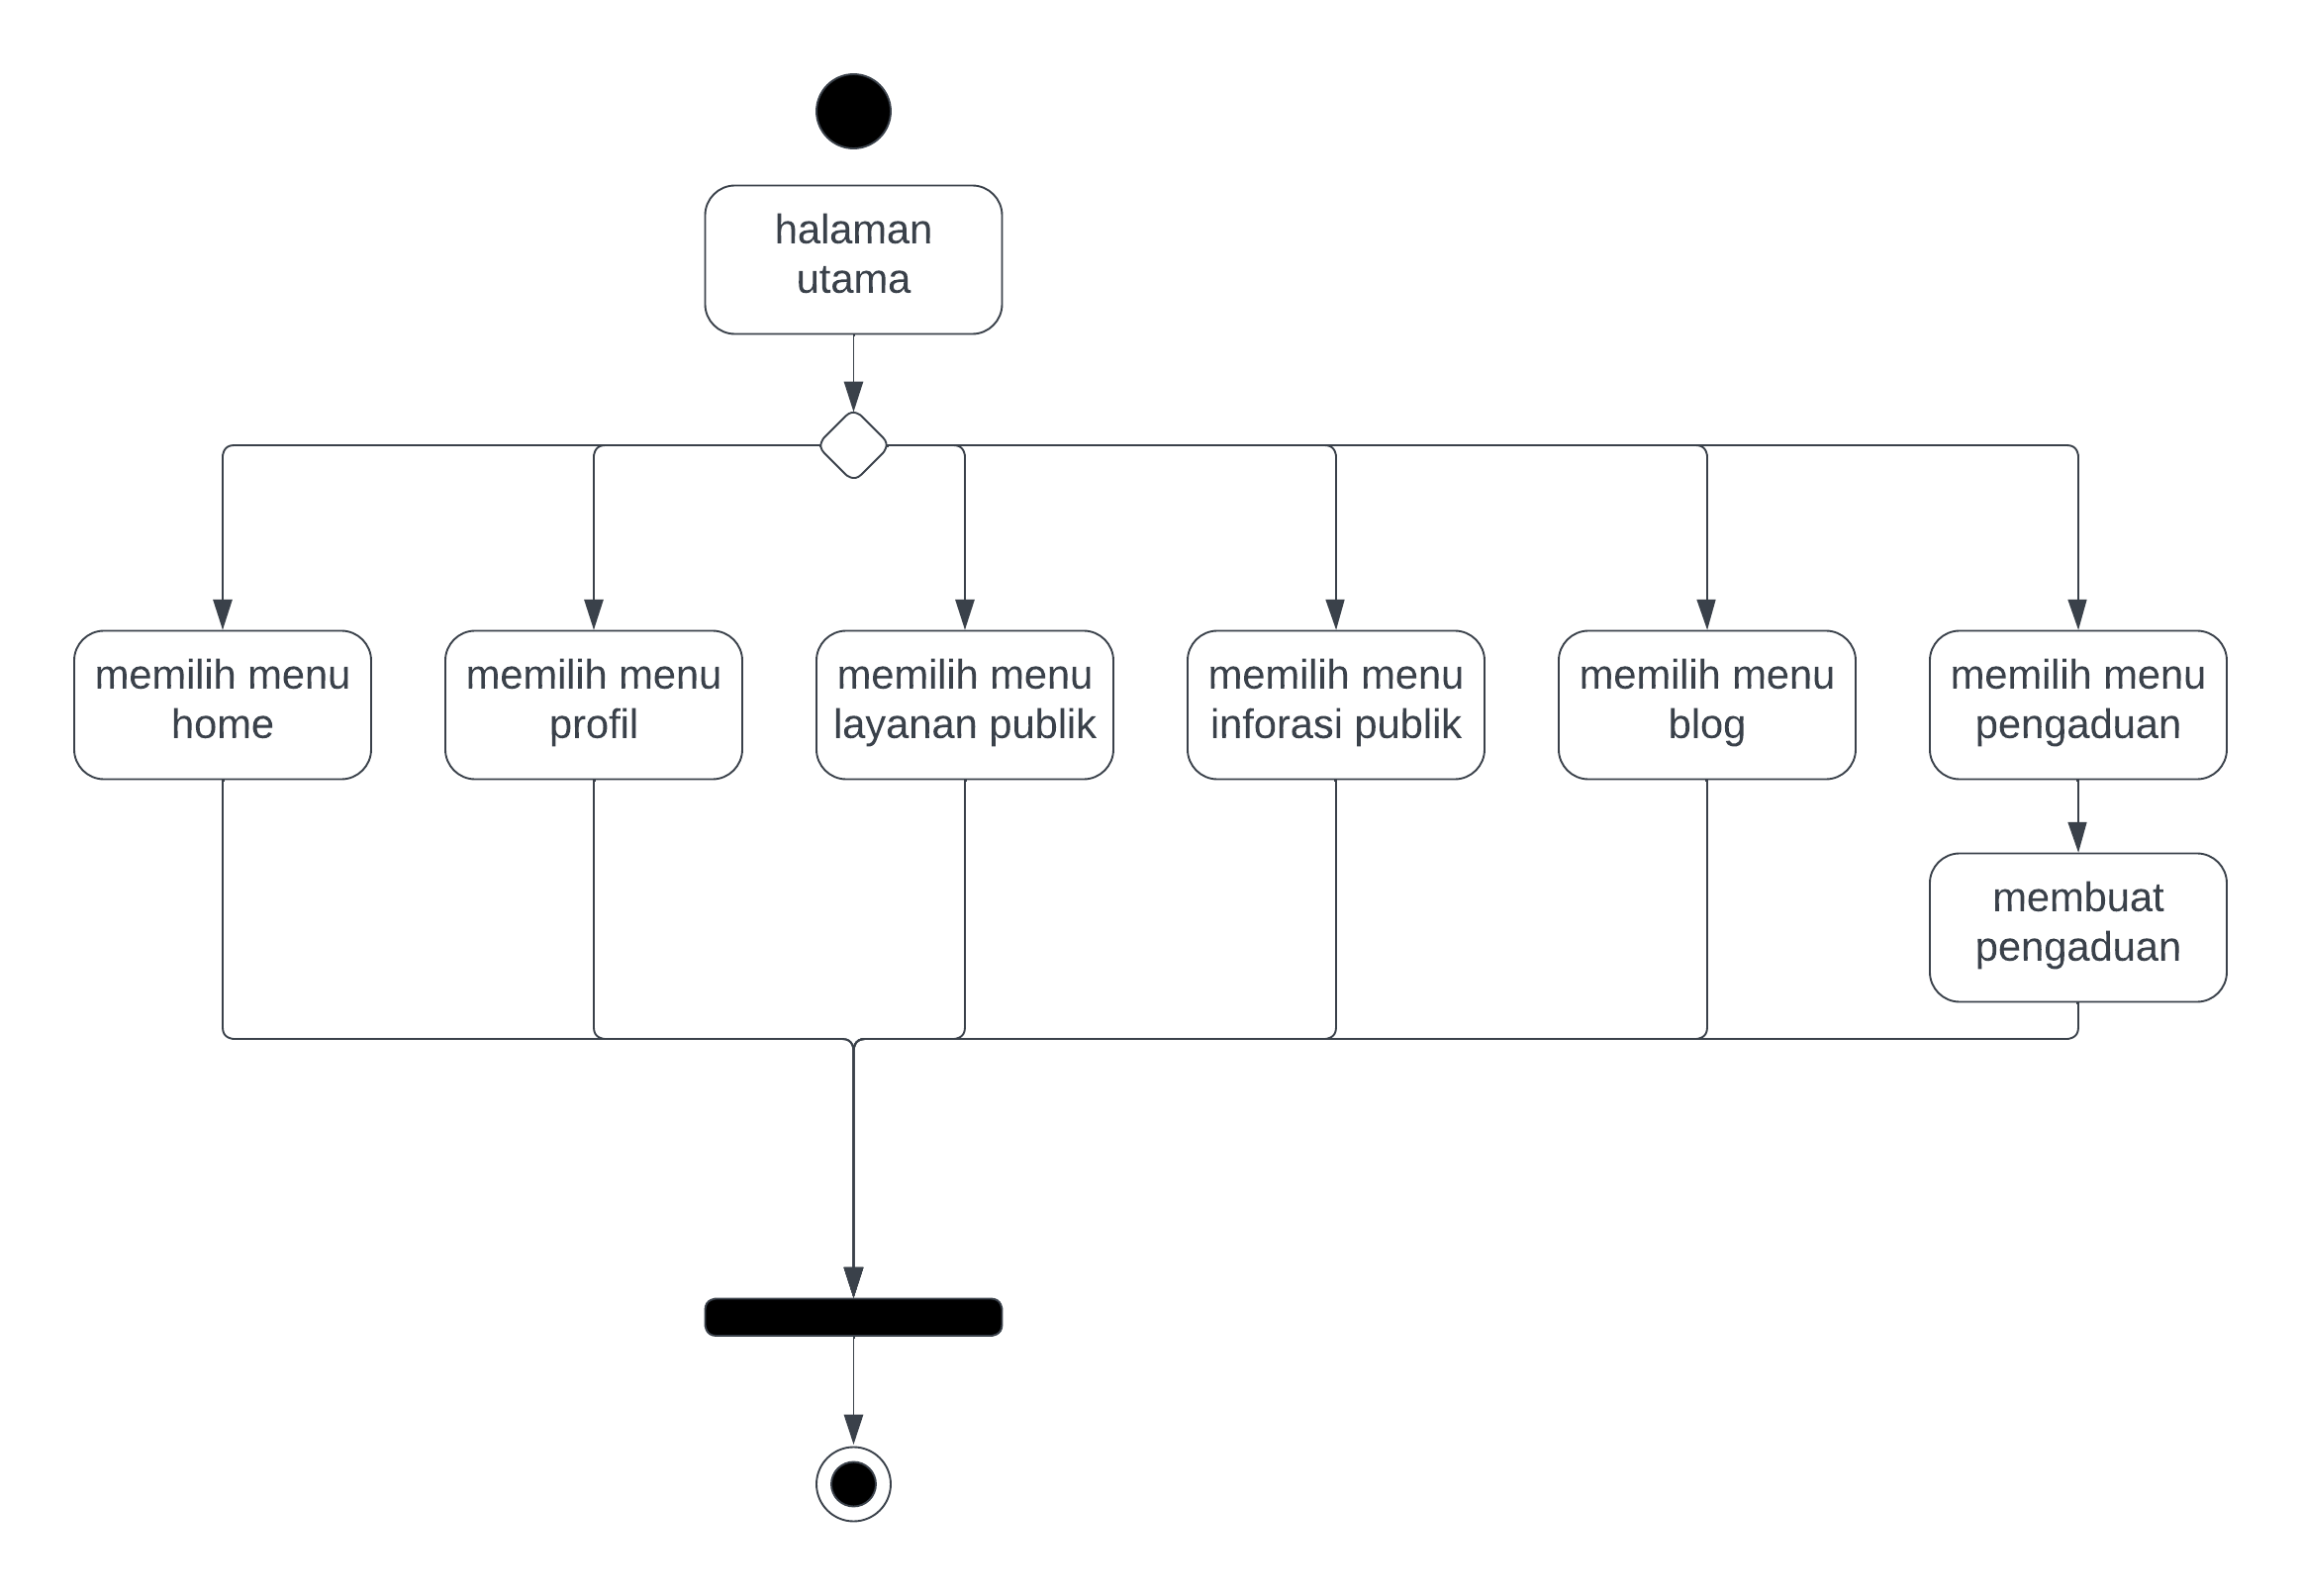 halaman
utama
memilih menu
home
memilih menu
profil
memilih menu
layanan publik
memilih menu
inforasi publik
memilih menu
blog
memilih menu
pengaduan
membuat
pengaduan